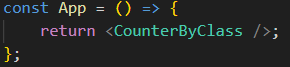 const App = () => {
    return <CounterByClass />;
};